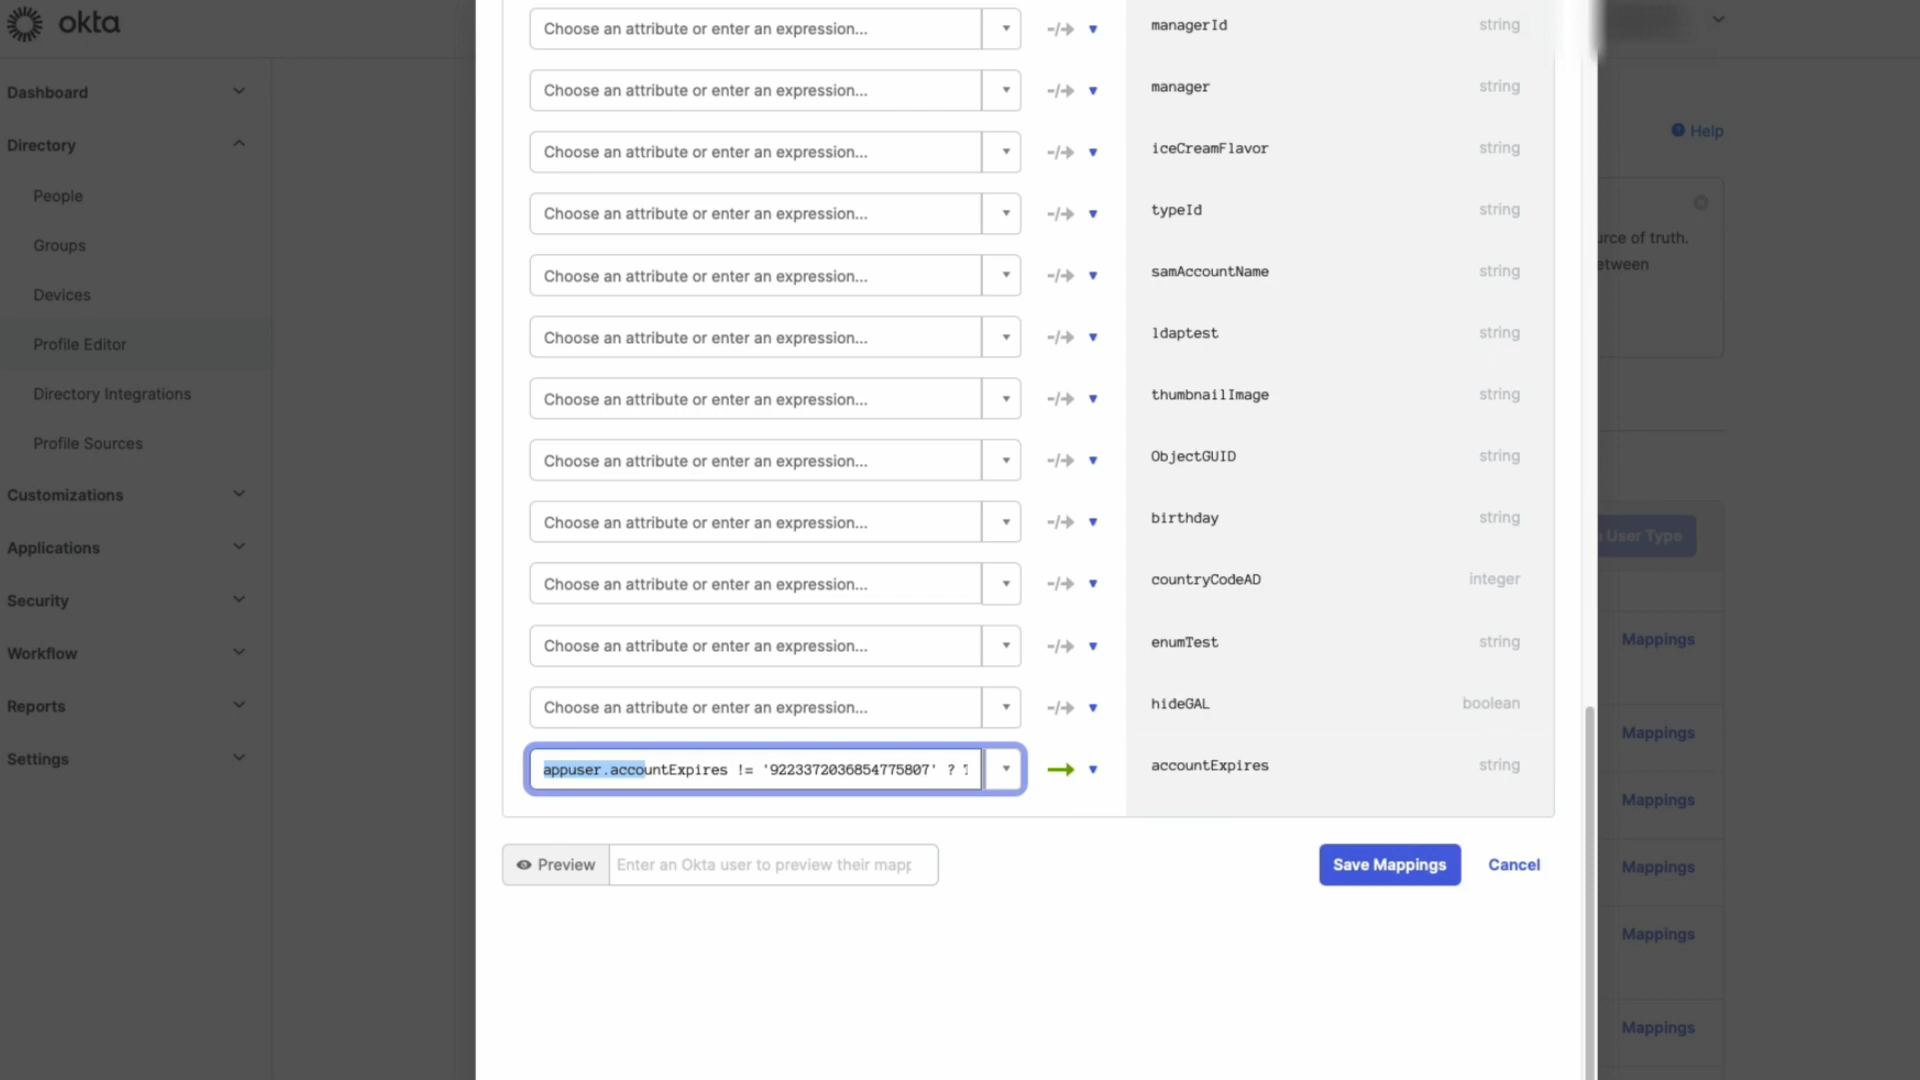 okta
Dashboard
Directory
People
Groups
Devices
Profile Editor
Directory Integrations
Profile Sources
Customizations
Applications
Security
Workflow
Reports
Settings
Choose an attribute or enter an expression...
managerId
string
Choose an attribute or enter an expression...
manager
string
Choose an attribute or enter an expression...
iceCreamFlavor
string
Choose an attribute or enter an expression...
typeId
string
Choose an attribute or enter an expression...
samAccountName
string
Choose an attribute or enter an expression...
ldaptest
string
Choose an attribute or enter an expression...
thumbnailImage
string
Choose an attribute or enter an expression...
ObjectGUID
string
Choose an attribute or enter an expression...
birthday
string
Choose an attribute or enter an expression...
countryCodeAD
integer
Choose an attribute or enter an expression...
enumTest
string
Choose an attribute or enter an expression...
hideGAL
boolean
appuser.accountExpires != '9223372036854775807' ?
accountExpires
string
Preview
Enter an Okta user to preview their mapp
Save Mappings
Cancel
Help
urce of truth.
etween
User Type
Mappings
Mappings
Mappings
Mappings
Mappings
Mappings